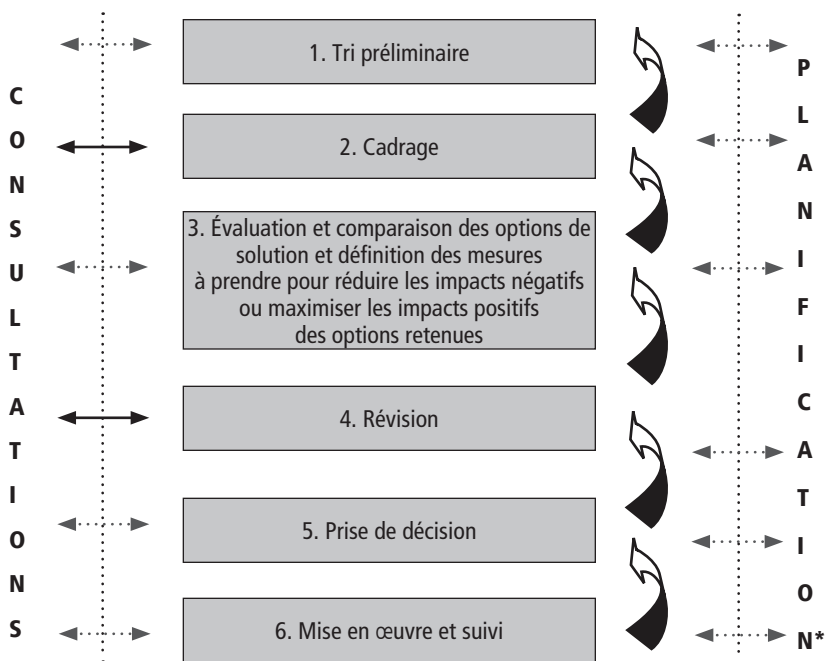 CONSULTATIONS
1. Tri préliminaire
2. Cadrage
3. Évaluation et comparaison des options de
solution et définition des mesures
à prendre pour réduire les impacts négatifs
ou maximiser les impacts positifs
des options retenues
4. Révision
5. Prise de décision
6. Mise en œuvre et suivi
PLANIFICATION*